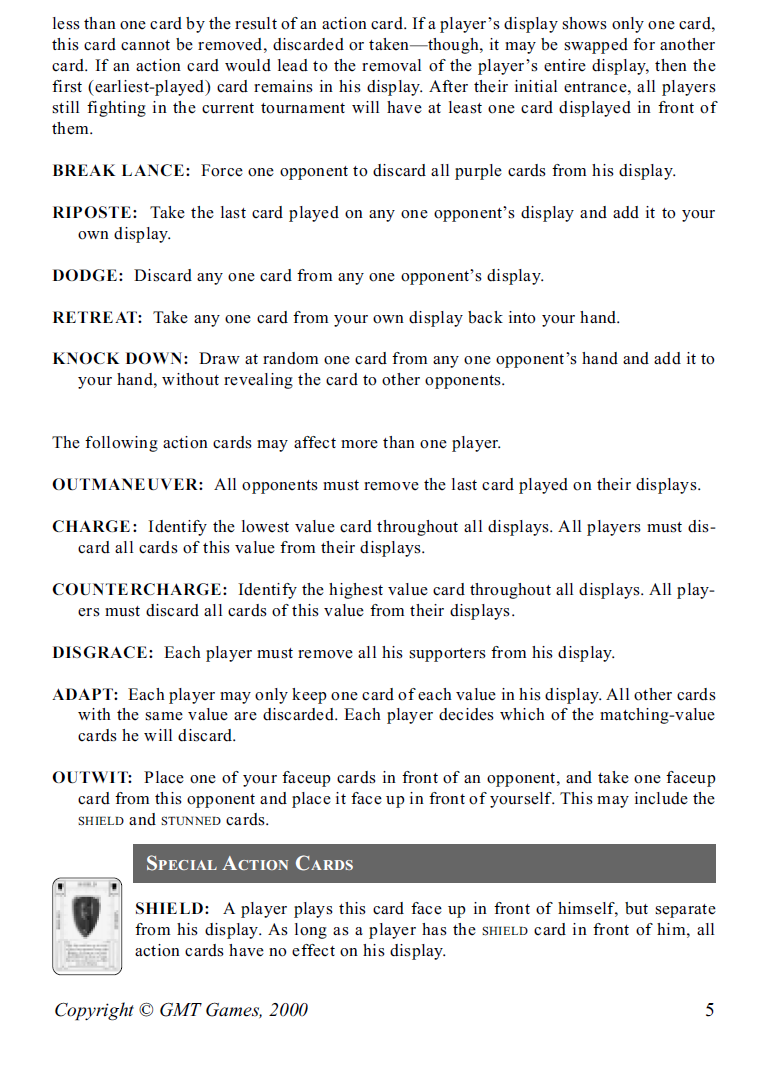 less than one card by the result of an action card. If a player's display shows only one card,
this card cannot be removed, discarded or taken—though, it may be swapped for another
card. If an action card would lead to the removal of the player's entire display, then the
first (earliest-played) card remains in his display. After their initial entrance, all players
still fighting in the current tournament will have at least one card displayed in front of
them.
BREAK LANCE: Force one opponent to discard all purple cards from his display.
RIPOSTE: Take the last card played on any one opponent's display and add it to your
own display.
DODGE: Discard any one card from any one opponent's display.
RETREAT: Take any one card from your own display back into your hand.
KNOCK DOWN: Draw at random one card from any one opponent's hand and add it to
your hand, without revealing the card to other opponents.
The following action cards may affect more than one player.
OUTMANEUVER: All opponents must remove the last card played on their displays.
CHARGE: Identify the lowest value card throughout all displays. All players must dis-
card all cards of this value from their displays.
COUNTERCHARGE: Identify the highest value card throughout all displays. All play-
ers must discard all cards of this value from their displays.
DISGRACE: Each player must remove all his supporters from his display.
ADAPT: Each player may only keep one card of each value in his display. All other cards
with the same value are discarded. Each player decides which of the matching-value
cards he will discard.
OUTWIT: Place one of your faceup cards in front of an opponent, and take one faceup
card from this opponent and place it face up in front of yourself. This may include the
SHIELD and STUNNED cards.
SPECIAL ACTION CARDS
SHIELD: A player plays this card face up in front of himself, but separate
from his display. As long as a player has the SHIELD card in front of him, all
action cards have no effect on his display.
Copyright © GMT Games, 2000 5